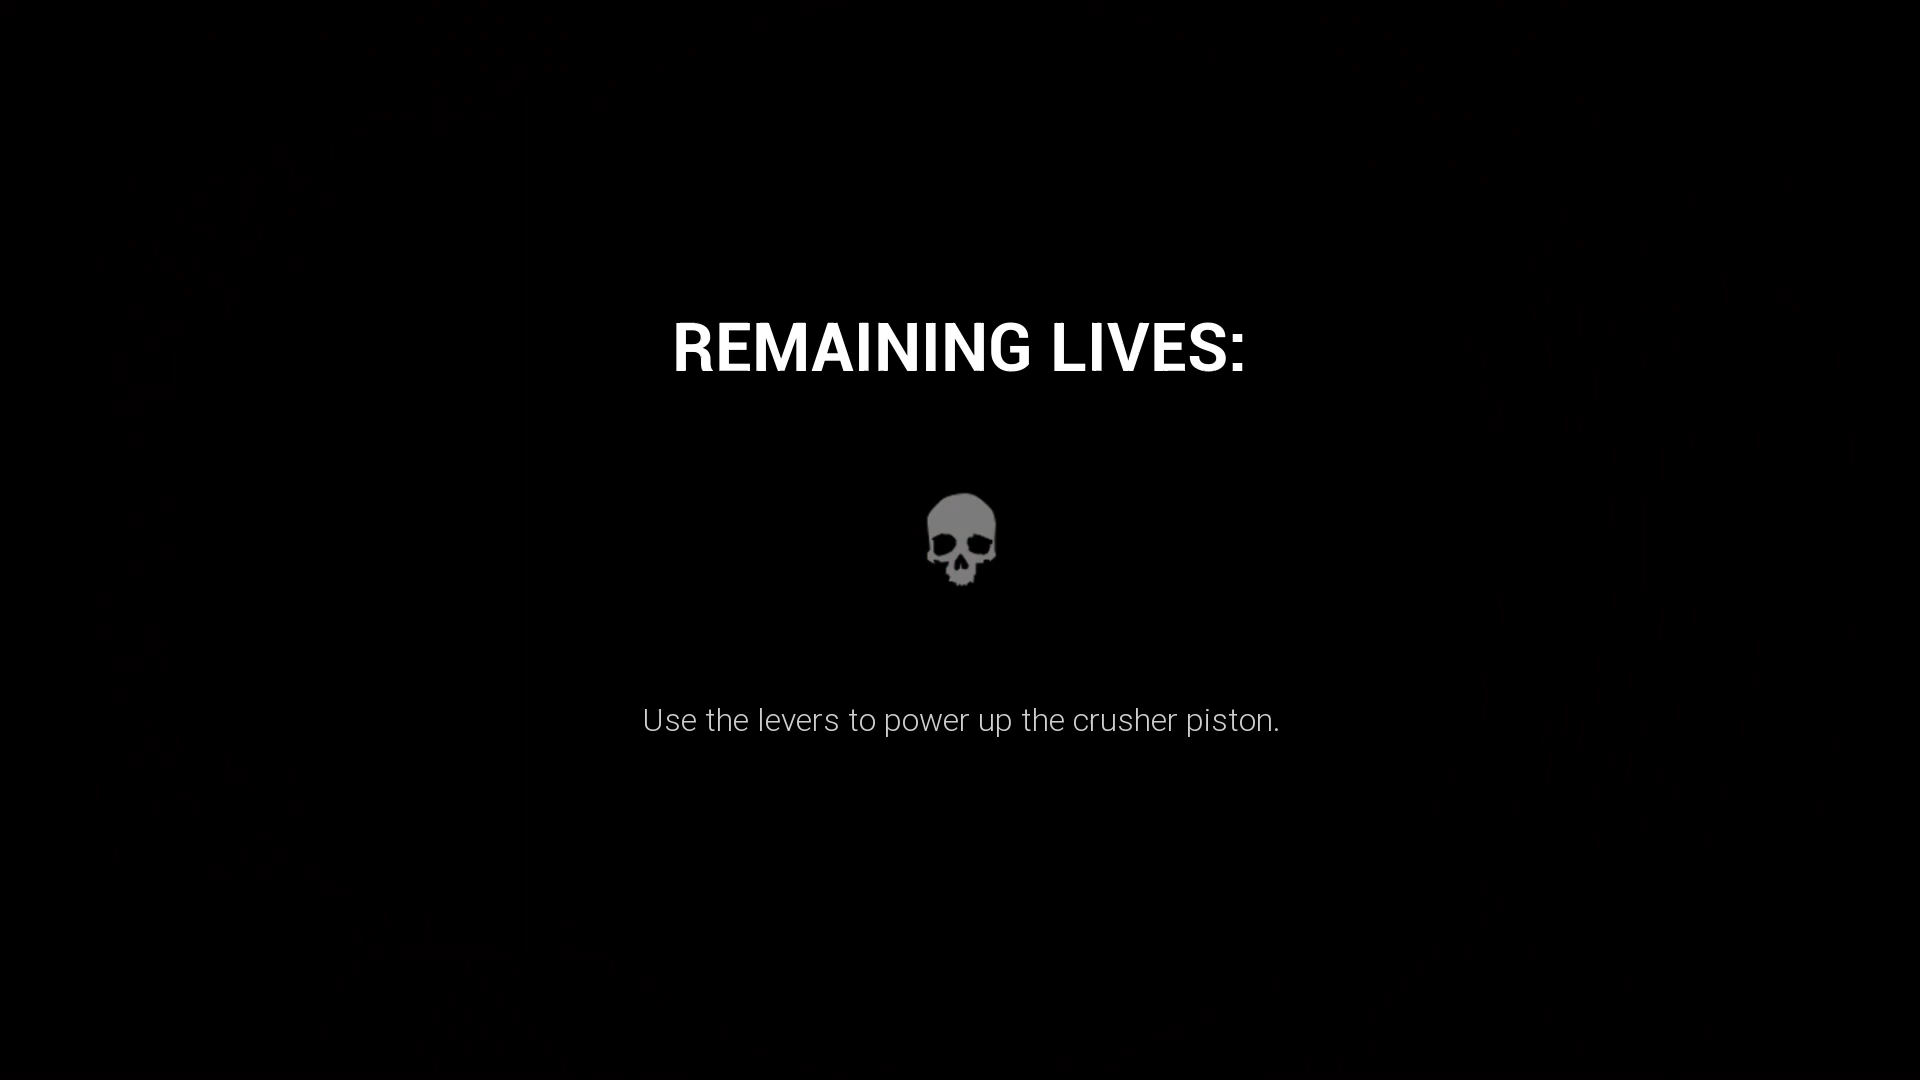 REMAINING LIVES:
Use the levers to power up the crusher piston.